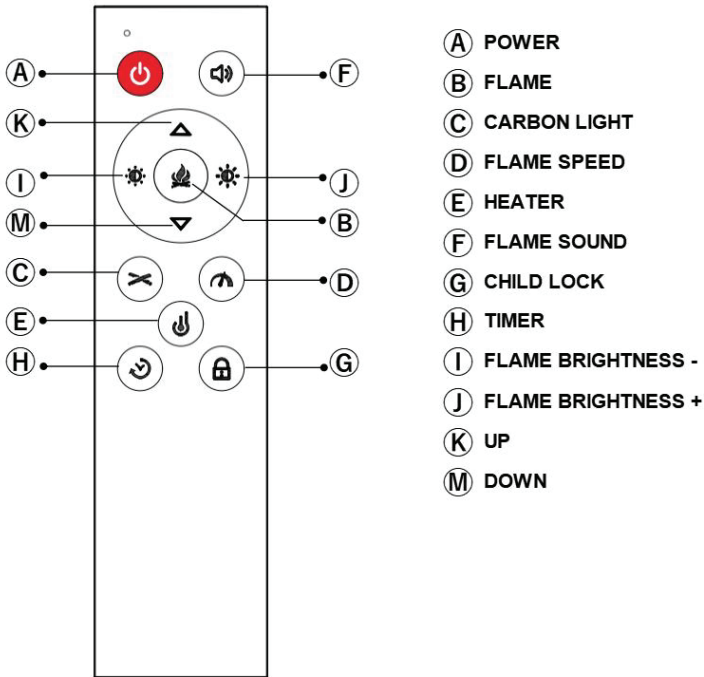 A
F
K
I
J
M
B
C
D
E
H
G
A POWER
B FLAME
C CARBON LIGHT
D FLAME SPEED
E HEATER
F FLAME SOUND
G CHILD LOCK
H TIMER
I FLAME BRIGHTNESS -
J FLAME BRIGHTNESS +
K UP
M DOWN